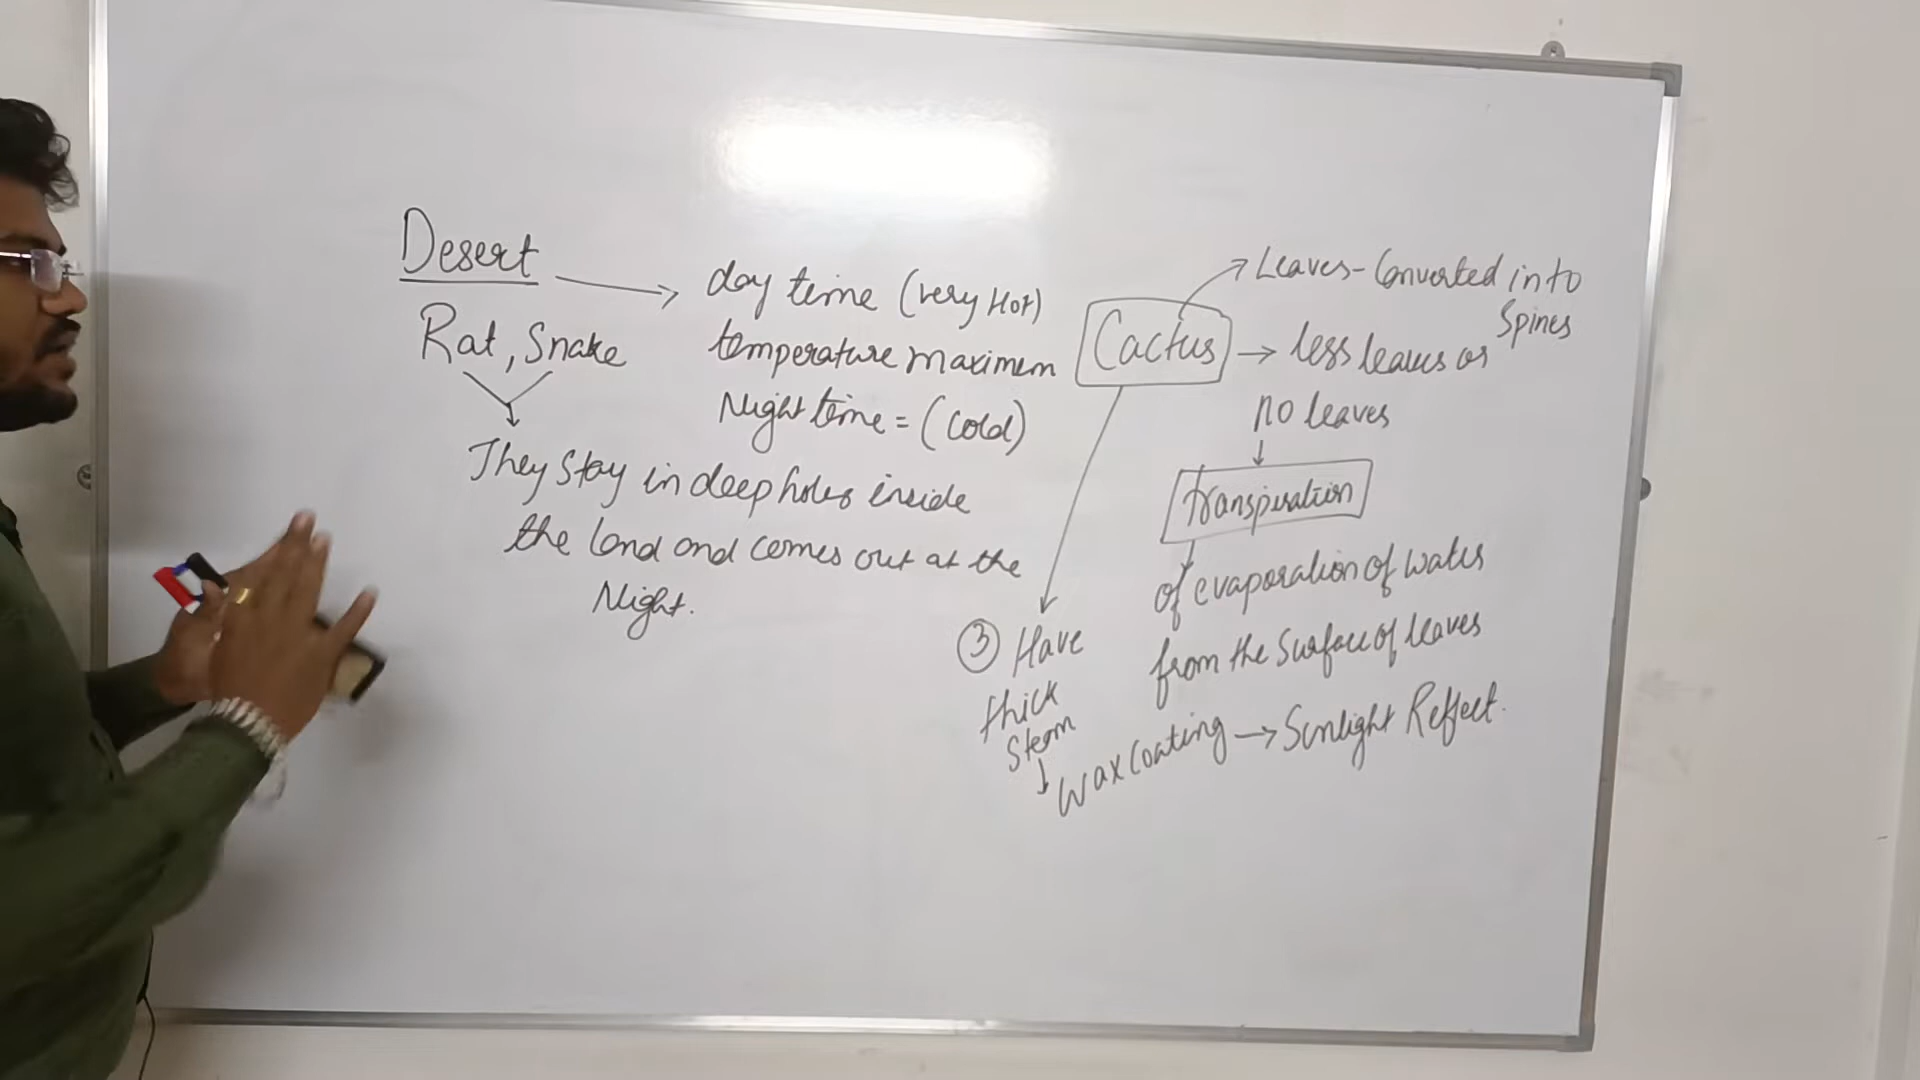 Desert
Rat, Snake
They stay in deep holes inside
the land and comes out at the
Night.
day time (very Hot)
temperature maximum
Night time = (cold)
Cactus
Leaves - Converted into
Spines
less leaves or
no leaves
transpiration
of evaporation of water
from the surface of leaves
③ Have
thick
Stem
wax coating → Sunlight Reflect.